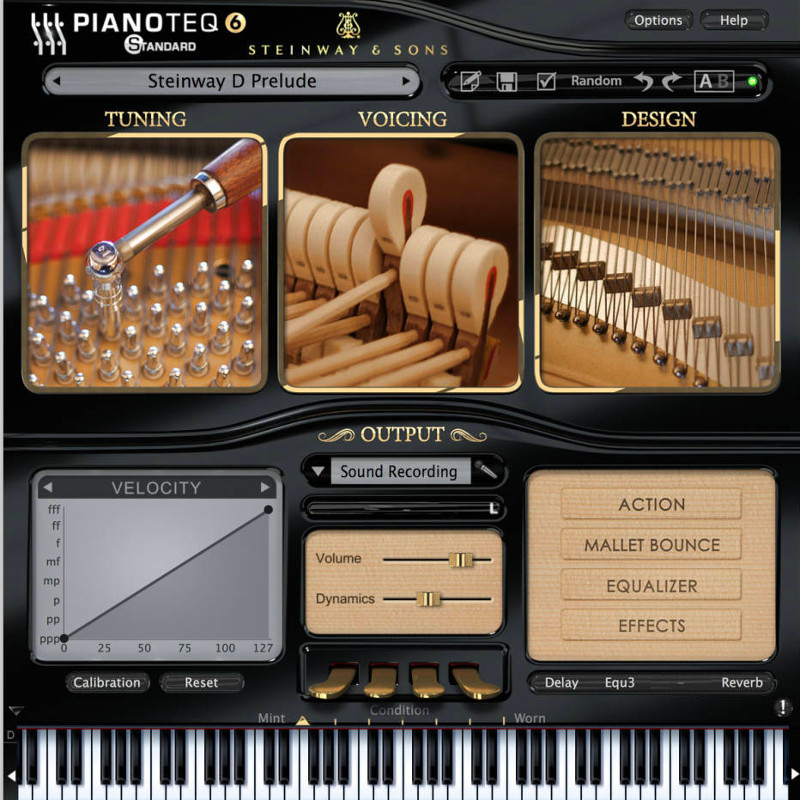 PIANOTEQ 6
STANDARD
STEINWAY & SONS
Options
Help
Steinway D Prelude
Random
A B
TUNING
VOICING
DESIGN
OUTPUT
VELOCITY
fff
ff
f
mf
mp
p
pp
ppp
0 25 50 75 100 127
Calibration
Reset
Sound Recording
L
Volume
Dynamics
ACTION
MALLET BOUNCE
EQUALIZER
EFFECTS
Delay Equ3 – Reverb
Condition
Mint
Worn
!
D